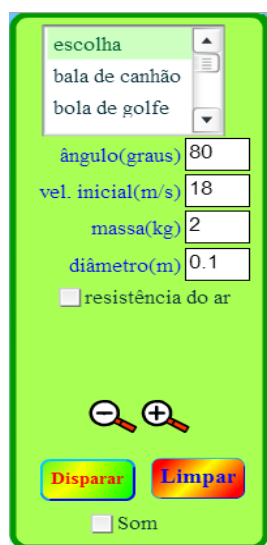 escolha
bala de canhão
bola de golfe
ângulo(graus) 80
vel. inicial(m/s) 18
massa(kg) 2
diâmetro(m) 0.1
resistência do ar
Disparar Limpar
Som